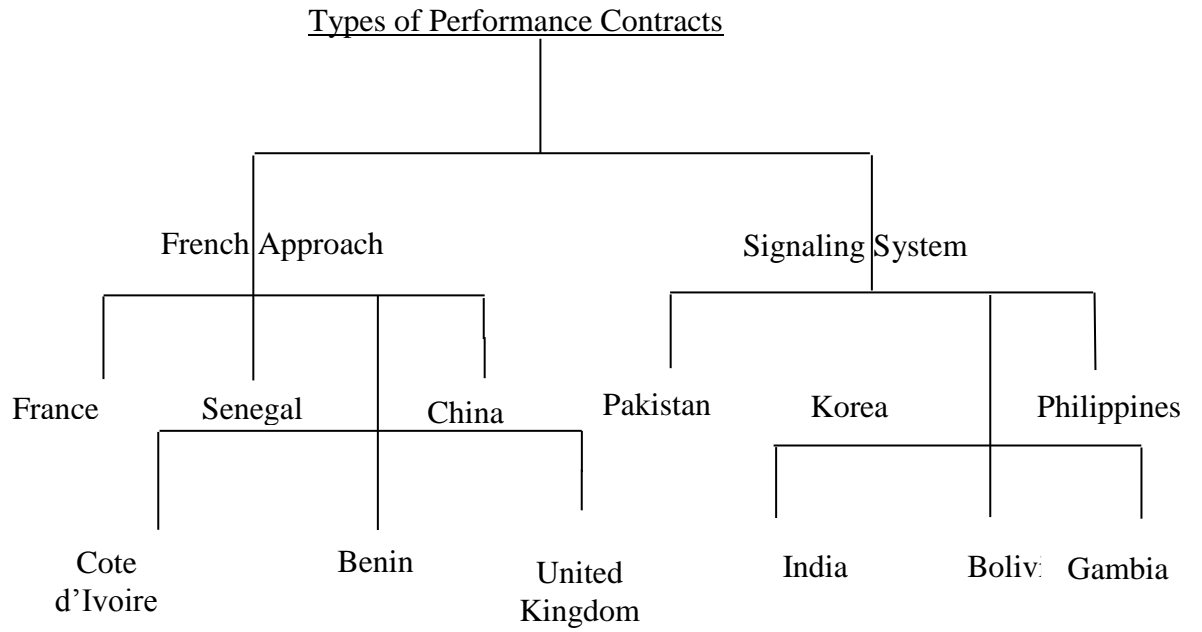 Types of Performance Contracts
French Approach
Signaling System
France
Senegal
China
Pakistan
Korea
Philippines
Cote
d’Ivoire
Benin
United
Kingdom
India
Gambia